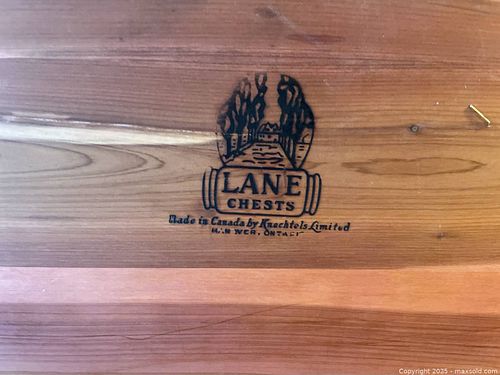 LANE
CHESTS
Made in Canada by Knechtels Limited
Copyright 2025 - maxsold.com